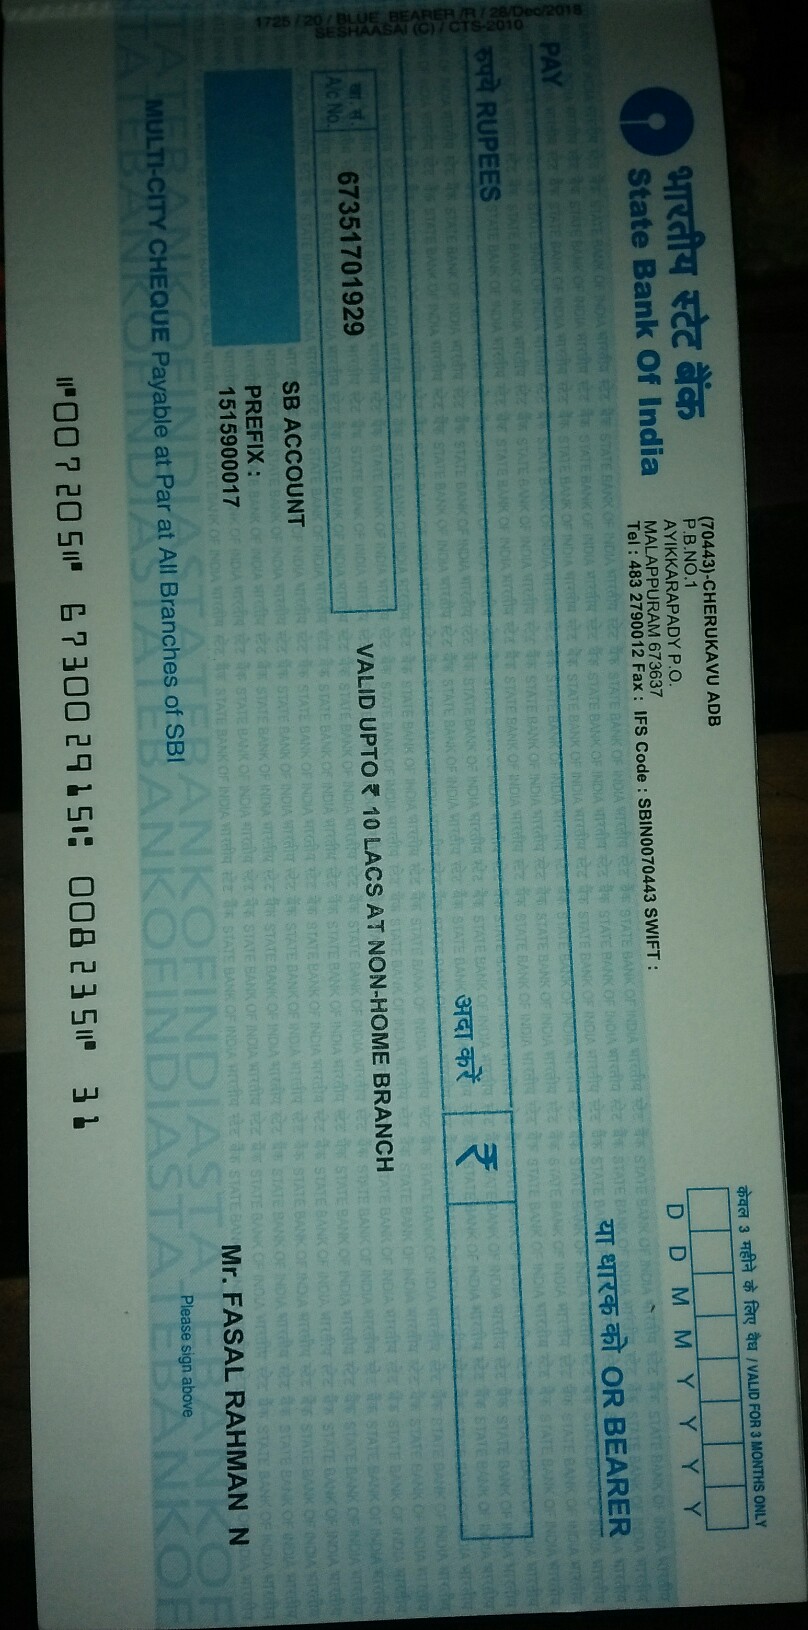 1725 / 20 / BLUE_BEARER /R / 28/Dec/2018
SESHAASAI (C) / CTS-2010
भारतीय स्टेट बैंक
State Bank Of India
(70443)-CHERUKAVU ADB
P.B.NO.1
AYIKKARAPADY P.O.
MALAPPURAM 673637
Tel : 483 2790012 Fax : IFS Code : SBIN0070443 SWIFT :
केवल 3 महीने के लिए वैध / VALID FOR 3 MONTHS ONLY
D D M M Y Y Y Y
PAY
या धारक को OR BEARER
रुपये RUPEES
अदा करें ₹
खा. सं.
A/c No.
67351701929
VALID UPTO ₹ 10 LACS AT NON-HOME BRANCH
SB ACCOUNT
PREFIX :
1515900017
Mr. FASAL RAHMAN N
Please sign above
MULTI-CITY CHEQUE Payable at Par at All Branches of SBI
⑈007205⑈ 673002915⑆ 008235⑈ 31